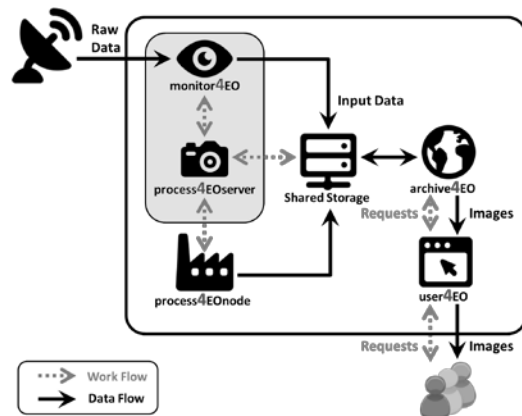 Raw
Data
monitor4EO
Input Data
process4EOserver
Shared Storage
archive4EO
Requests
Images
process4EOnode
user4EO
Requests
Images
Work Flow
Data Flow